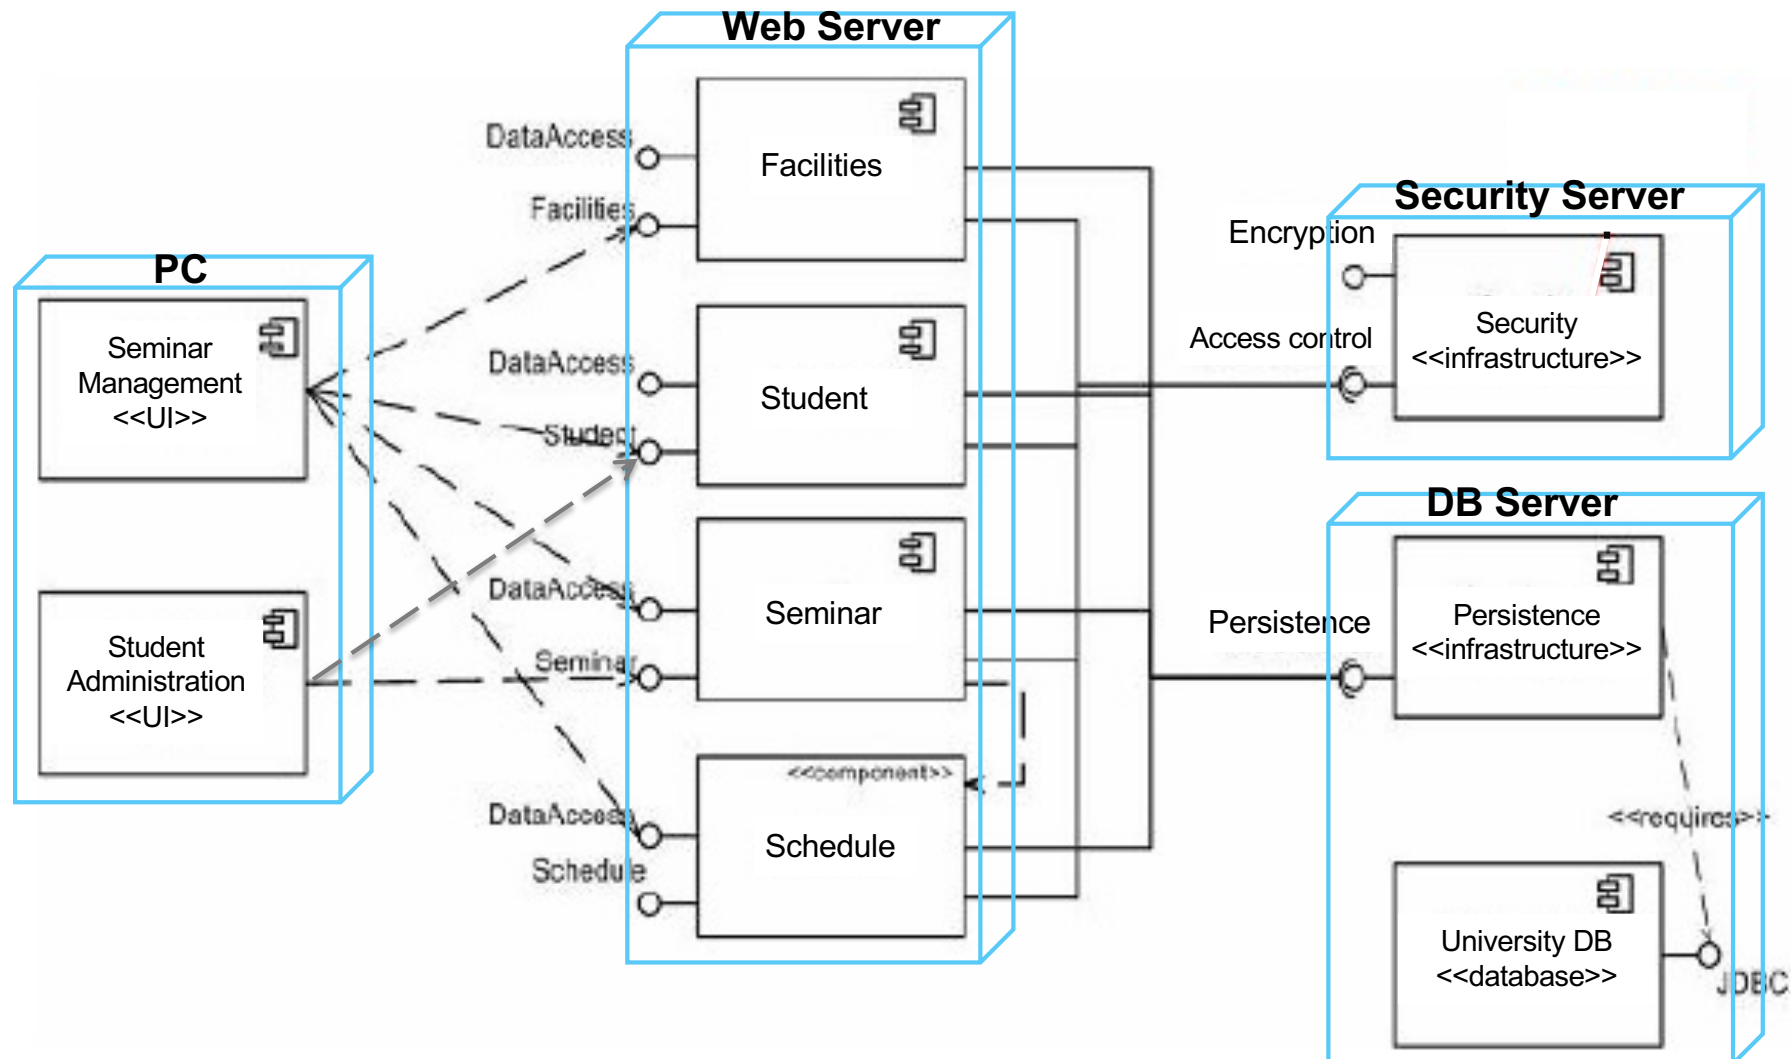 Web Server
DataAccess
Facilities
Facilities
Security Server
Encryption
PC
Seminar
Management
<<UI>>
Access control
Security
<<infrastructure>>
DataAccess
Student
Student
DB Server
DataAccess
Seminar
Seminar
Persistence
Persistence
<<infrastructure>>
Student
Administration
<<UI>>
<<component>>
DataAccess
Schedule
Schedule
<<requires>>
University DB
<<database>>
JDBC